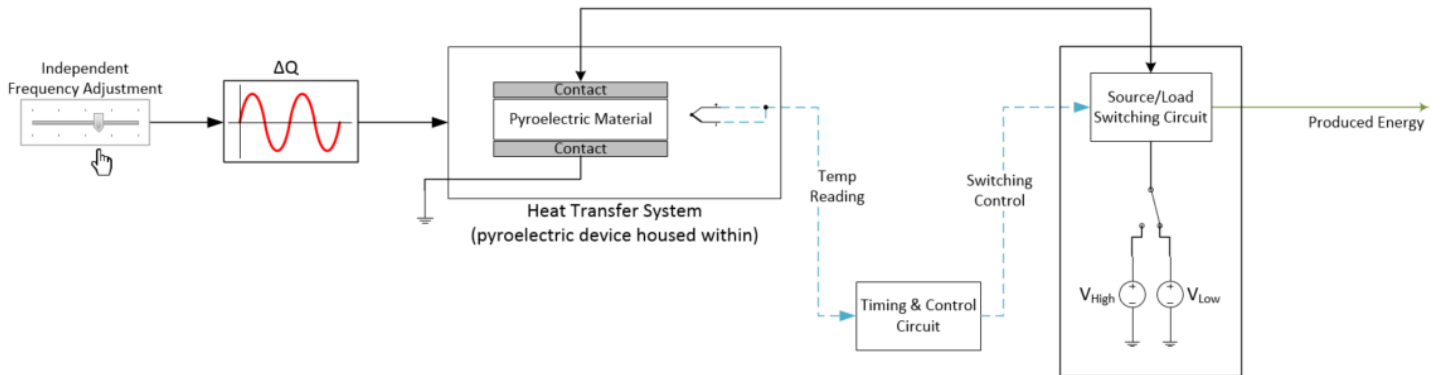 Independent
Frequency Adjustment
ΔQ
Contact
Pyroelectric Material
Contact
Heat Transfer System
(pyroelectric device housed within)
Temp
Reading
Timing & Control
Circuit
Switching
Control
Source/Load
Switching Circuit
Produced Energy
VHigh
VLow